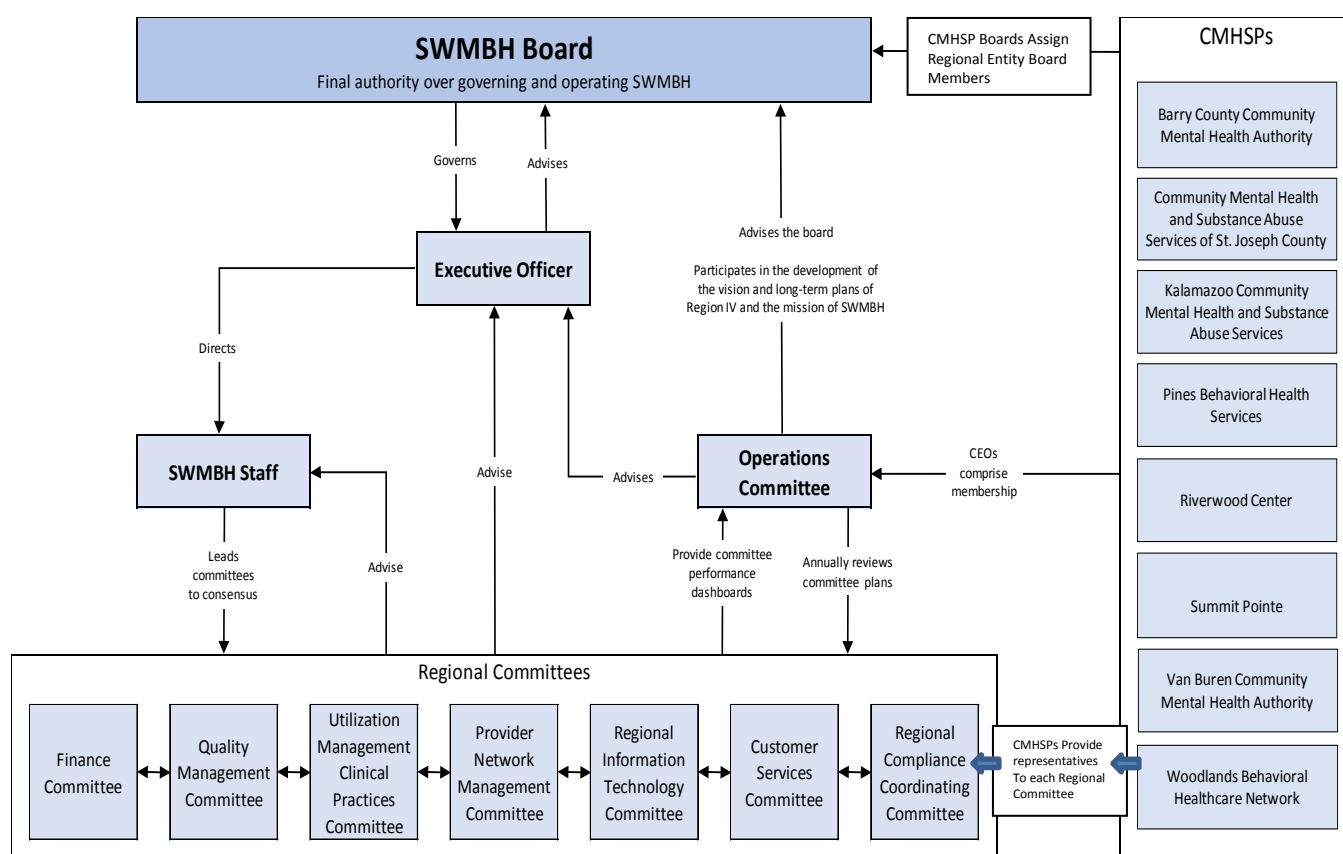 SWMBH Board
Final authority over governing and operating SWMBH
CMHSP Boards Assign
Regional Entity Board
Members
CMHSPs
Barry County Community
Mental Health Authority
Community Mental Health
and Substance Abuse
Services of St. Joseph County
Kalamazoo Community
Mental Health and Substance
Abuse Services
Pines Behavioral Health
Services
Riverwood Center
Summit Pointe
Van Buren Community
Mental Health Authority
Woodlands Behavioral
Healthcare Network
Governs
Advises
Advises the board
Participates in the development of
the vision and long-term plans of
Region IV and the mission of SWMBH
Executive Officer
Directs
SWMBH Staff
Advise
Advises
Operations
Committee
CEOs
comprise
membership
Leads
committees
to consensus
Advise
Provide committee
performance
dashboards
Annually reviews
committee plans
Regional Committees
Finance
Committee
Quality
Management
Committee
Utilization
Management
Clinical
Practices
Committee
Provider
Network
Management
Committee
Regional
Information
Technology
Committee
Customer
Services
Committee
Regional
Compliance
Coordinating
Committee
CMHSPs Provide
representatives
To each Regional
Committee